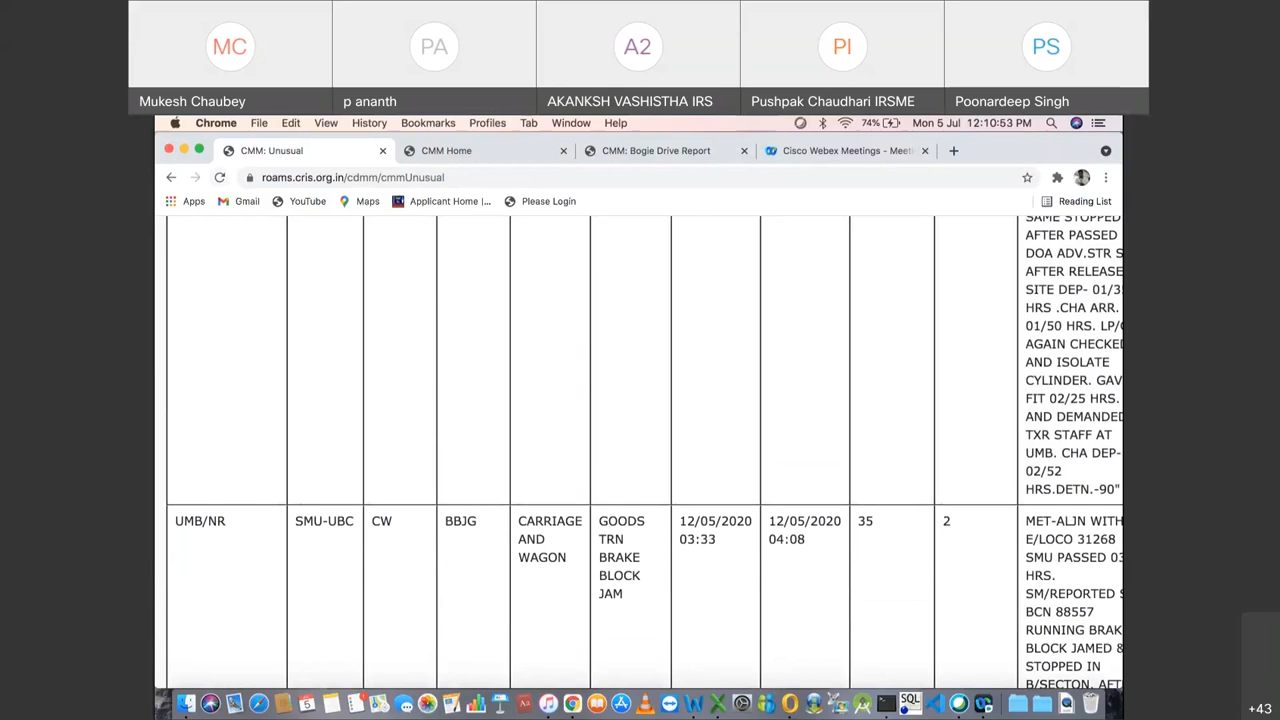 MC
PA
A2
PI
PS
Mukesh Chaubey
p ananth
AKANKSH VASHISTHA IRS
Pushpak Chaudhari IRSME
Poonardeep Singh
Chrome File Edit View History Bookmarks Profiles Tab Window Help
74% Mon 5 Jul 12:10:53 PM
CMM: Unusual
CMM Home
CMM: Bogie Drive Report
Cisco Webex Meetings - Meeti
roams.cris.org.in/cdmm/cmmUnusual
Apps Gmail YouTube Maps Applicant Home |... Please Login Reading List
SAME STOPPED
AFTER PASSED
DOA ADV.STR S
AFTER RELEASE
SITE DEP- 01/35
HRS .CHA ARR.
01/50 HRS. LP/
AGAIN CHECKED
AND ISOLATE
CYLINDER. GAV
FIT 02/25 HRS.
AND DEMANDED
TXR STAFF AT
UMB. CHA DEP-
02/52
HRS.DETN.-90"
UMB/NR
SMU-UBC
CW
BBJG
CARRIAGE
AND
WAGON
GOODS
TRN
BRAKE
BLOCK
JAM
12/05/2020
03:33
12/05/2020
04:08
35
2
MET-ALJN WITH
E/LOCO 31268
SMU PASSED 03
HRS.
SM/REPORTED S
BCN 88557
RUNNING BRAK
BLOCK JAMED &
STOPPED IN
B/SECTON. AFT
5
SQL
+43